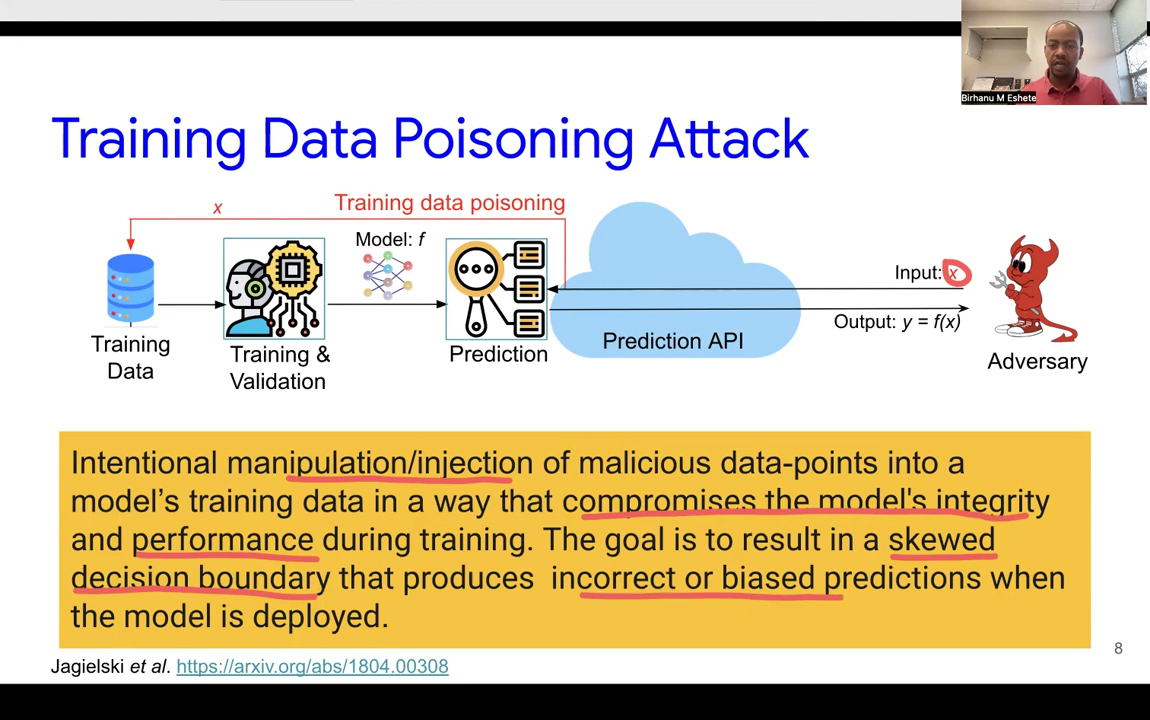 Birhanu M Eshete
Training Data Poisoning Attack
x
Training data poisoning
Model: f
Input: x
Output: y = f(x)
Prediction API
Training
Data
Training &
Validation
Prediction
Adversary
Intentional manipulation/injection of malicious data-points into a
model's training data in a way that compromises the model's integrity
and performance during training. The goal is to result in a skewed
decision boundary that produces incorrect or biased predictions when
the model is deployed.
8
Jagielski et al. https://arxiv.org/abs/1804.00308